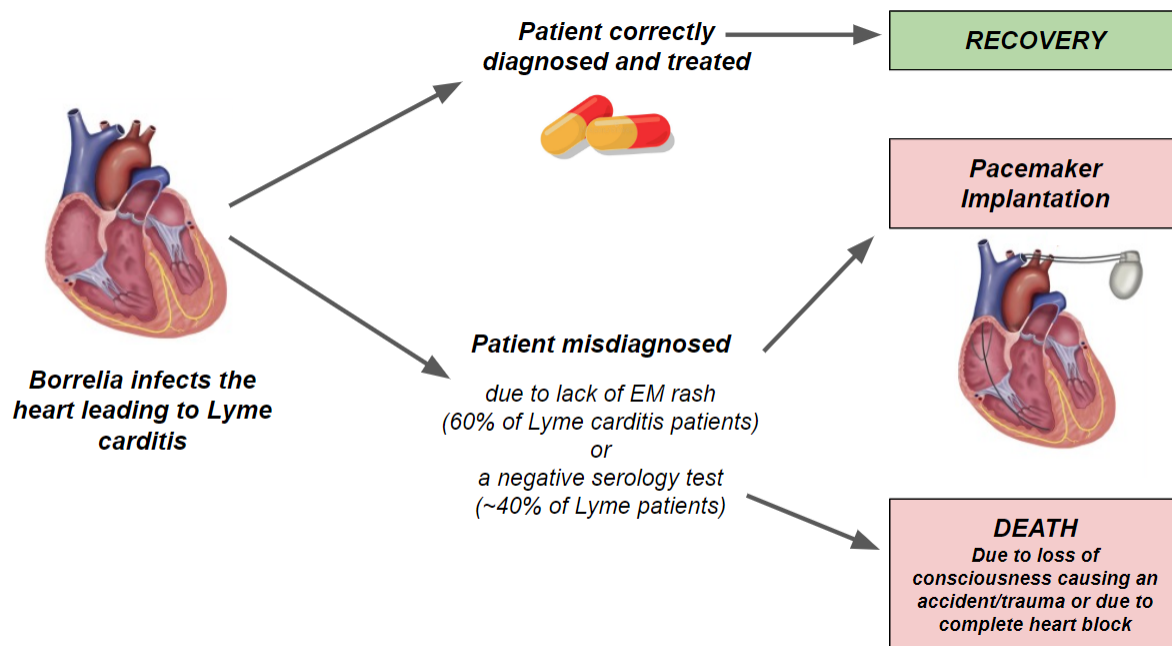 Patient correctly
diagnosed and treated
RECOVERY
Pacemaker
Implantation
Borrelia infects the
heart leading to Lyme
carditis
Patient misdiagnosed
due to lack of EM rash
(60% of Lyme carditis patients)
or
a negative serology test
(~40% of Lyme patients)
DEATH
Due to loss of
consciousness causing an
accident/trauma or due to
complete heart block